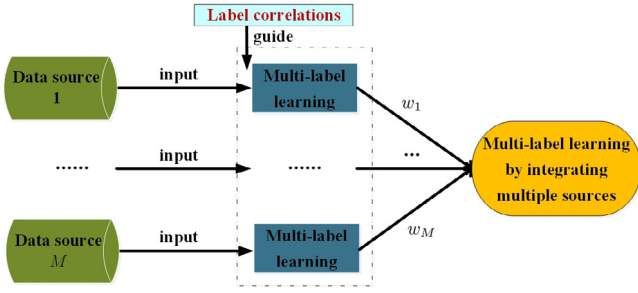 Label correlations
guide
Data source
1
input
Multi-label
learning
w₁
......
input
......
...
Multi-label learning
by integrating
multiple sources
Data source
M
input
Multi-label
learning
w_M